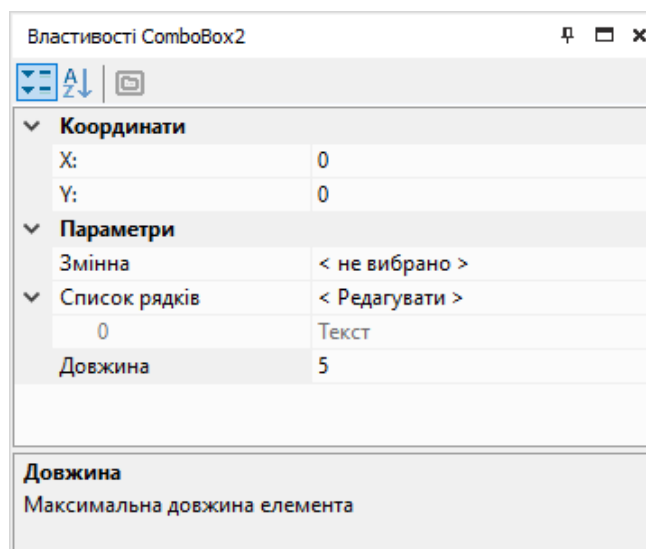 Властивості ComboBox2
A
Z
Координати
X: 0
Y: 0
Параметри
Змінна < не вибрано >
Список рядків < Редагувати >
0 Текст
Довжина 5
Довжина
Максимальна довжина елемента